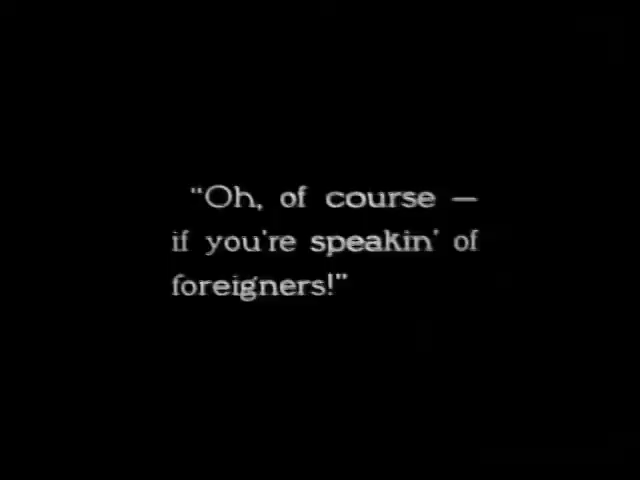 "Oh, of course —
if you're speakin' of
foreigners!"